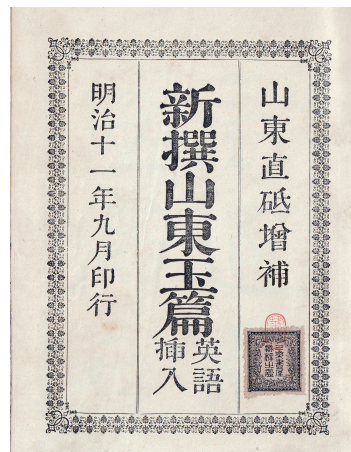 山東直砥增補
新撰山東玉篇
英語
挿入
明治十一年九月印行